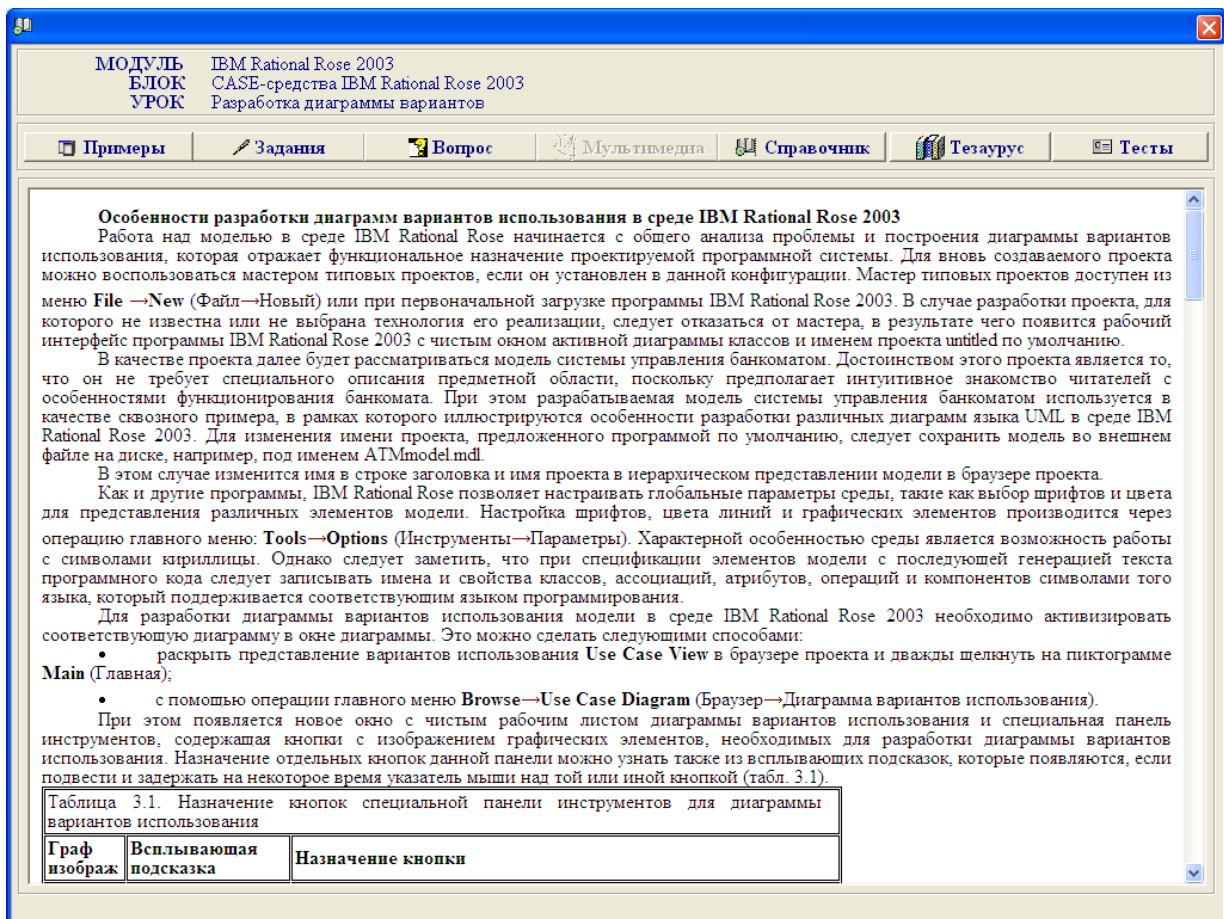 МОДУЛЬ IBM Rational Rose 2003
БЛОК CASE-средства IBM Rational Rose 2003
УРОК Разработка диаграммы вариантов
Примеры Задания Вопрос Мультимедиа Справочник Тезаурус Тесты
Особенности разработки диаграмм вариантов использования в среде IBM Rational Rose 2003
Работа над моделью в среде IBM Rational Rose начинается с общего анализа проблемы и построения диаграммы вариантов
использования, которая отражает функциональное назначение проектируемой программной системы. Для вновь создаваемого проекта
можно воспользоваться мастером типовых проектов, если он установлен в данной конфигурации. Мастер типовых проектов доступен из
меню File →New (Файл→Новый) или при первоначальной загрузке программы IBM Rational Rose 2003. В случае разработки проекта, для
которого не известна или не выбрана технология его реализации, следует отказаться от мастера, в результате чего появится рабочий
интерфейс программы IBM Rational Rose 2003 с чистым окном активной диаграммы классов и именем проекта untitled по умолчанию.
В качестве проекта далее будет рассматриваться модель системы управления банкоматом. Достоинством этого проекта является то,
что он не требует специального описания предметной области, поскольку предполагает интуитивное знакомство читателей с
особенностями функционирования банкомата. При этом разрабатываемая модель системы управления банкоматом используется в
качестве сквозного примера, в рамках которого иллюстрируются особенности разработки различных диаграмм языка UML в среде IBM
Rational Rose 2003. Для изменения имени проекта, предложенного программой по умолчанию, следует сохранить модель во внешнем
файле на диске, например, под именем ATMmodel.mdl.
В этом случае изменится имя в строке заголовка и имя проекта в иерархическом представлении модели в браузере проекта.
Как и другие программы, IBM Rational Rose позволяет настраивать глобальные параметры среды, такие как выбор шрифтов и цвета
для представления различных элементов модели. Настройка шрифтов, цвета линий и графических элементов производится через
операцию главного меню: Tools→Options (Инструменты→Параметры). Характерной особенностью среды является возможность работы
с символами кириллицы. Однако следует заметить, что при спецификации элементов модели с последующей генерацией текста
программного кода следует записывать имена и свойства классов, ассоциаций, атрибутов, операций и компонентов символами того
языка, который поддерживается соответствующим языком программирования.
Для разработки диаграммы вариантов использования модели в среде IBM Rational Rose 2003 необходимо активизировать
соответствующую диаграмму в окне диаграммы. Это можно сделать следующими способами:
• раскрыть представление вариантов использования Use Case View в браузере проекта и дважды щелкнуть на пиктограмме
Main (Главная);
• с помощью операции главного меню Browse→Use Case Diagram (Браузер→Диаграмма вариантов использования).
При этом появляется новое окно с чистым рабочим листом диаграммы вариантов использования и специальная панель
инструментов, содержащая кнопки с изображением графических элементов, необходимых для разработки диаграммы вариантов
использования. Назначение отдельных кнопок данной панели можно узнать также из всплывающих подсказок, которые появляются, если
подвести и задержать на некоторое время указатель мыши над той или иной кнопкой (табл. 3.1).
Таблица 3.1. Назначение кнопок специальной панели инструментов для диаграммы
вариантов использования
Граф
изображ
Всплывающая
подсказка
Назначение кнопки